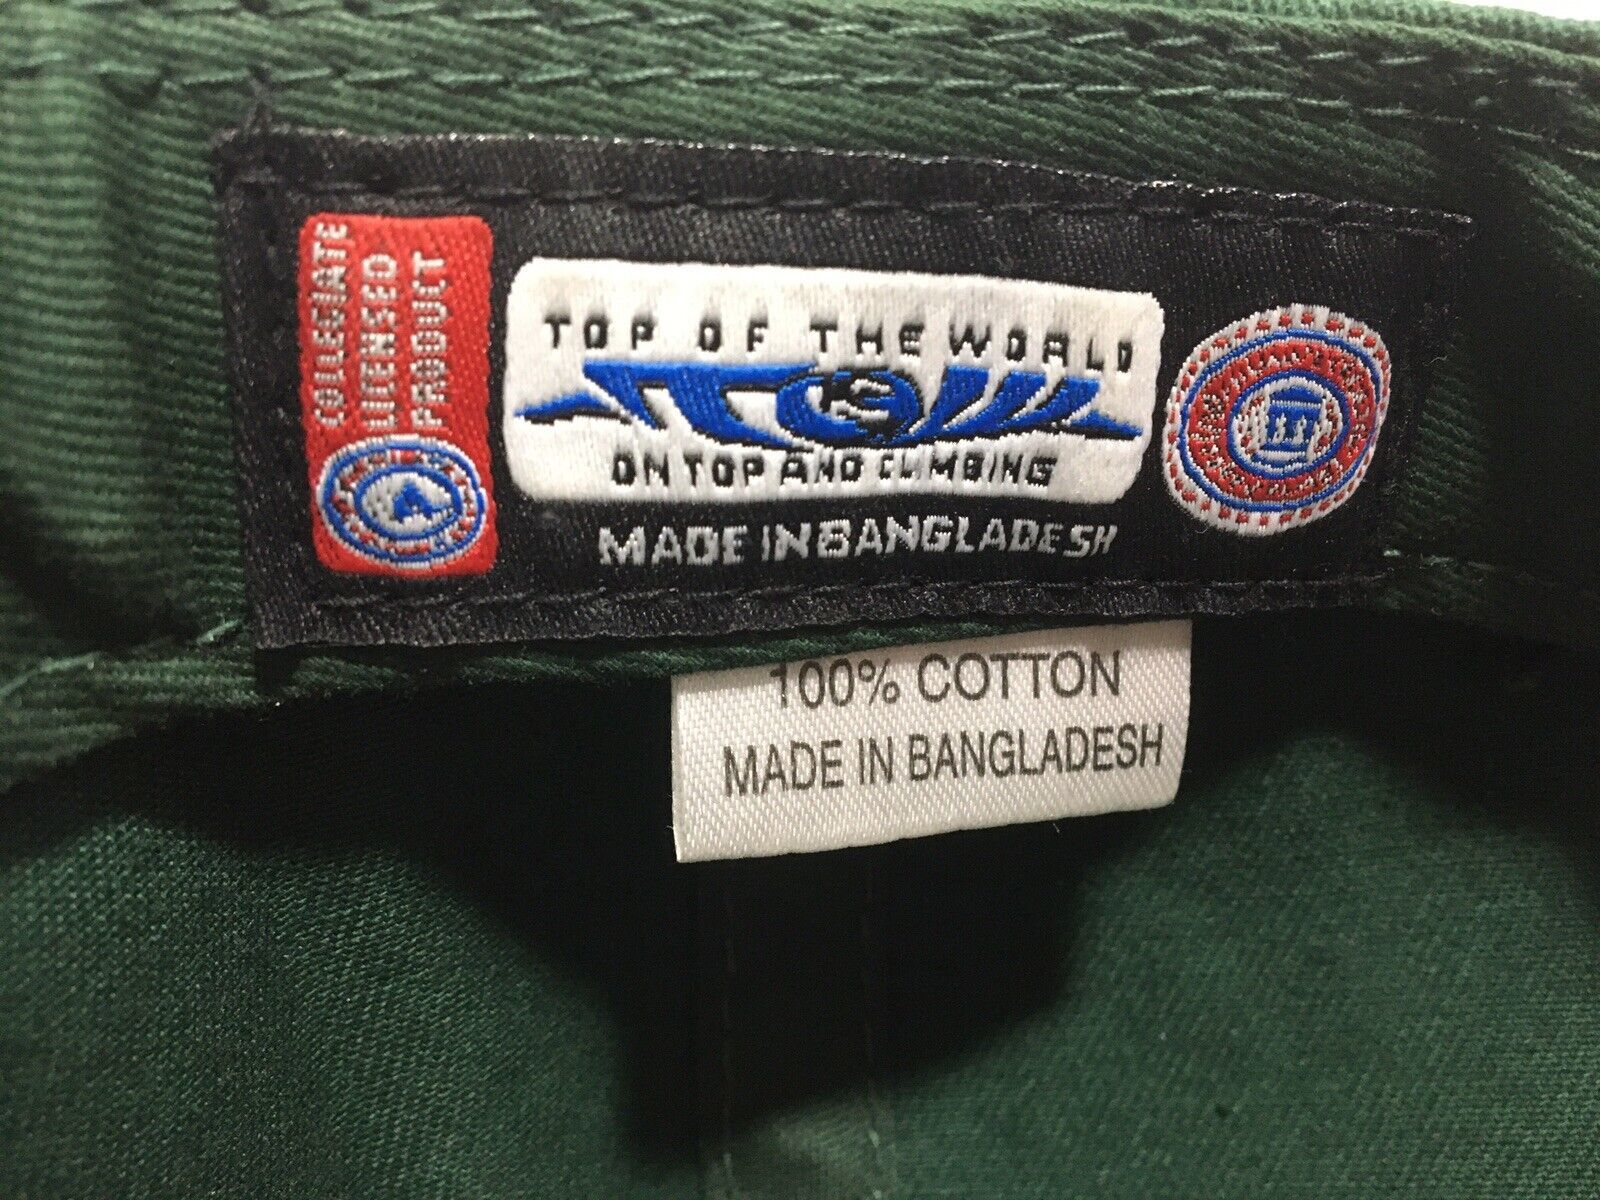 COLLEGIATE
LICENSED
PRODUCT
TOP OF THE WORLD
TOW
ON TOP AND CLIMBING
MADE IN BANGLADESH
100% COTTON
MADE IN BANGLADESH